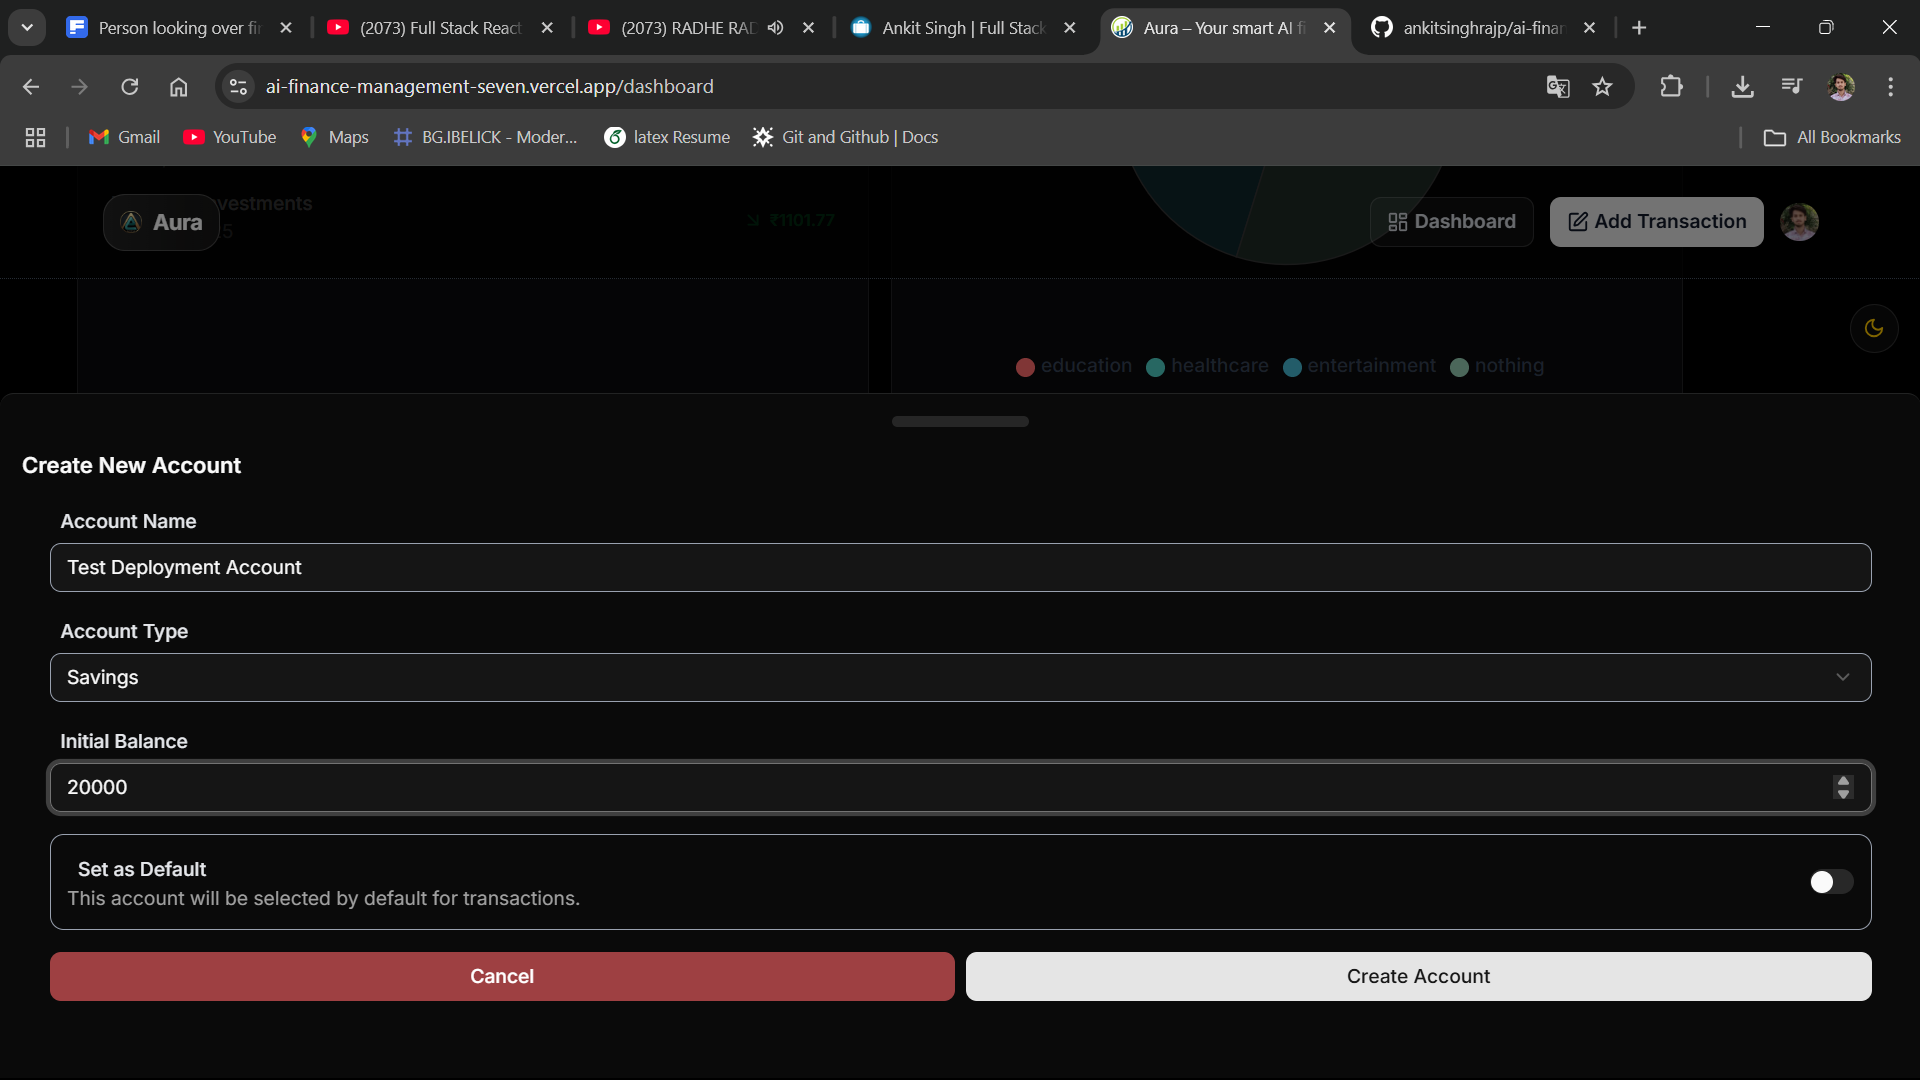 Person looking over fi
(2073) Full Stack React
(2073) RADHE RAD
Ankit Singh | Full Stack
Aura – Your smart AI fi
ankitsinghrajp/ai-finan
ai-finance-management-seven.vercel.app/dashboard
Gmail
YouTube
Maps
BG.IBELICK - Moder...
latex Resume
Git and Github | Docs
All Bookmarks
vestments
5
₹1101.77
Aura
Dashboard
Add Transaction
education
healthcare
entertainment
nothing
Create New Account
Account Name
Test Deployment Account
Account Type
Savings
Initial Balance
20000
Set as Default
This account will be selected by default for transactions.
Cancel
Create Account